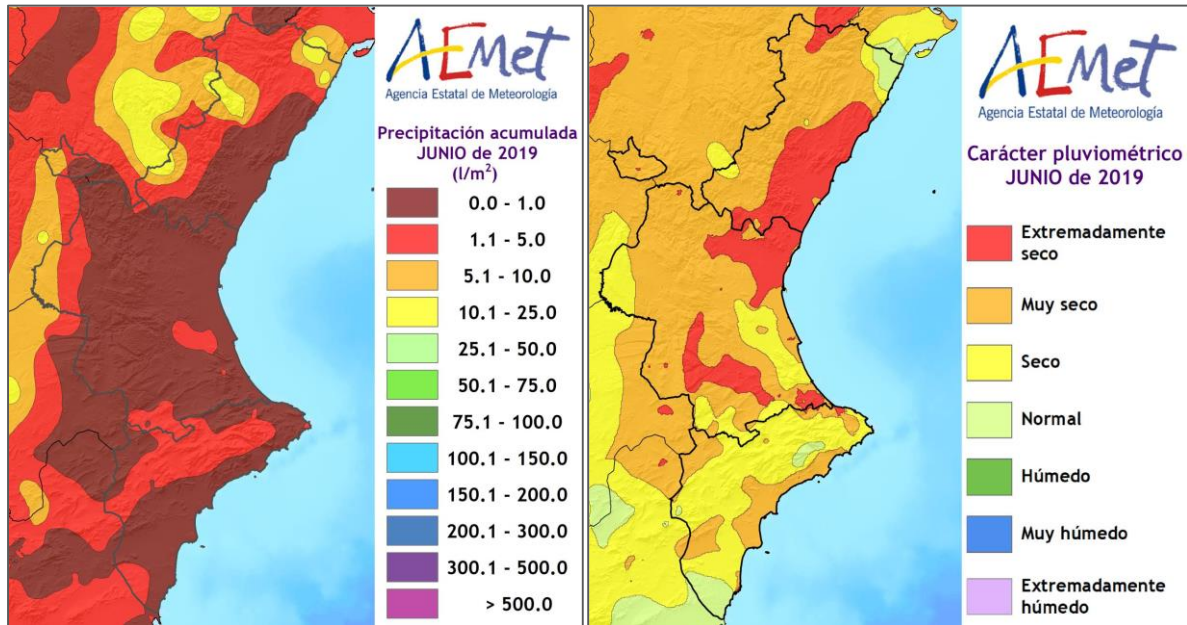 AEMet
Agencia Estatal de Meteorología
Precipitación acumulada
JUNIO de 2019
(l/m²)
0.0 - 1.0
1.1 - 5.0
5.1 - 10.0
10.1 - 25.0
25.1 - 50.0
50.1 - 75.0
75.1 - 100.0
100.1 - 150.0
150.1 - 200.0
200.1 - 300.0
300.1 - 500.0
> 500.0
AEMet
Agencia Estatal de Meteorología
Carácter pluviométrico
JUNIO de 2019
Extremadamente
seco
Muy seco
Seco
Normal
Húmedo
Muy húmedo
Extremadamente
húmedo